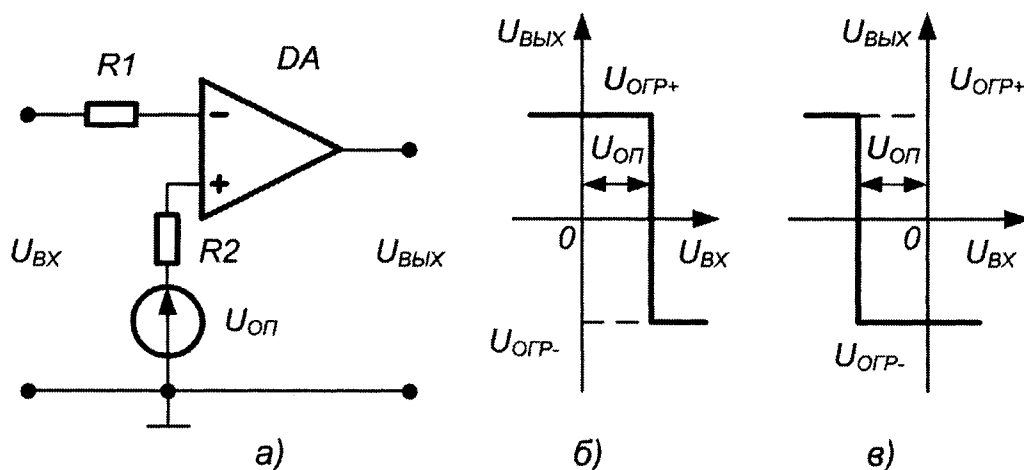 R1
DA
−
+
R2
U_ВХ
U_ВЫХ
U_ОП
а)
U_ВЫХ
U_ОГР+
U_ОП
0
U_ВХ
U_ОГР-
б)
U_ВЫХ
U_ОГР+
U_ОП
0
U_ВХ
U_ОГР-
в)